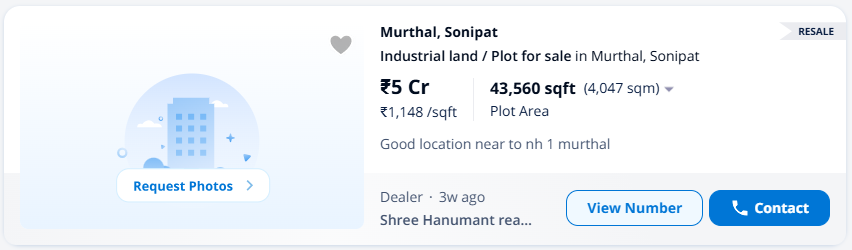 Murthal, Sonipat
RESALE
Industrial land / Plot for sale in Murthal, Sonipat
₹5 Cr
₹1,148 /sqft
43,560 sqft (4,047 sqm)
Plot Area
Good location near to nh 1 murthal
Request Photos
Dealer · 3w ago
Shree Hanumant rea...
View Number
Contact